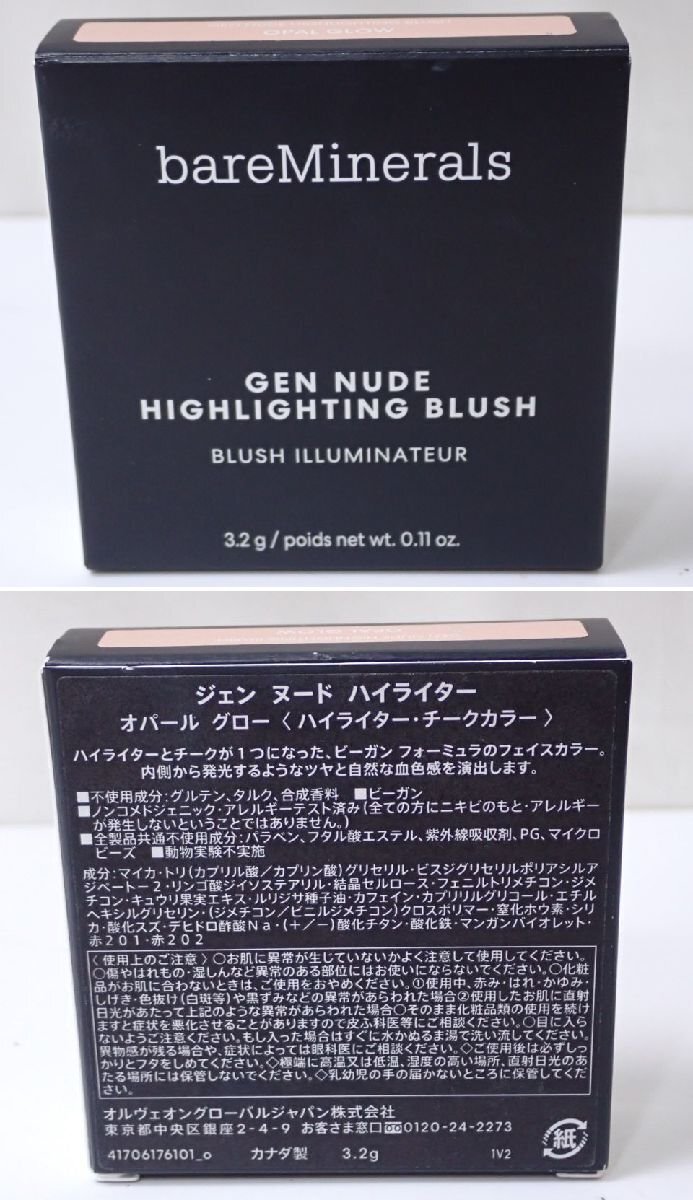 OPAL GLOW
bareMinerals
GEN NUDE
HIGHLIGHTING BLUSH
BLUSH ILLUMINATEUR
3.2 g / poids net wt. 0.11 oz.
OPAL GLOW
ジェン ヌード ハイライター
オパール グロー〈ハイライター・チークカラー〉
ハイライターとチークが1つになった、ビーガン フォーミュラのフェイスカラー。
内側から発光するようなツヤと自然な血色感を演出します。
■不使用成分:グルテン、タルク、合成香料 ■ビーガン
■ノンコメドジェニック・アレルギーテスト済み(全ての方にニキビのもと・アレルギー
が発生しないということではありません。)
■全製品共通不使用成分:パラベン、フタル酸エステル、紫外線吸収剤、PG、マイクロ
ビーズ ■動物実験不実施
成分:マイカ・トリ(カプリル酸/カプリン酸)グリセリル・ビスジグリセリルポリアシルア
ジペート-2・リンゴ酸ジイソステアリル・結晶セルロース・フェニルトリメチコン・ジメ
チコン・キュウリ果実エキス・ルリジサ種子油・カフェイン・カプリリルグリコール・エチル
ヘキシルグリセリン・(ジメチコン/ビニルジメチコン)クロスポリマー・窒化ホウ素・シリ
カ・酸化スズ・デヒドロ酢酸Na・(+/-)酸化チタン・酸化鉄・マンガンバイオレット・
赤201・赤202
〈使用上のご注意〉○お肌に異常が生じていないかよく注意して使用してください。
○傷やはれもの・湿しんなど異常のある部位にはお使いにならないでください。○化粧
品がお肌に合わないときは、ご使用をおやめください。①使用中、赤み・はれ・かゆみ・
しげき・色抜け(白斑等)や黒ずみなどの異常があらわれた場合②使用したお肌に直射
日光があたって上記のような異常があらわれた場合○そのまま化粧品類の使用を続け
ますと症状を悪化させることがありますので皮ふ科医等にご相談ください。○目に入ら
ないようご注意ください。もし入った場合はすぐに水かぬるま湯で洗い流してください。
異物感が残る場合や、症状によっては眼科医にご相談ください。◇ご使用後は必ずしっ
かりとフタをしめてください。◇極端に高温又は低温、湿度の高い場所、直射日光のあ
たる場所には保管しないでください。◇乳幼児の手の届かないところに保管してくだ
さい。
オルヴェオングローバルジャパン株式会社
東京都中央区銀座2-4-9 お客さま窓口 0120-24-2273
41706176101_o カナダ製 3.2g 1V2
紙